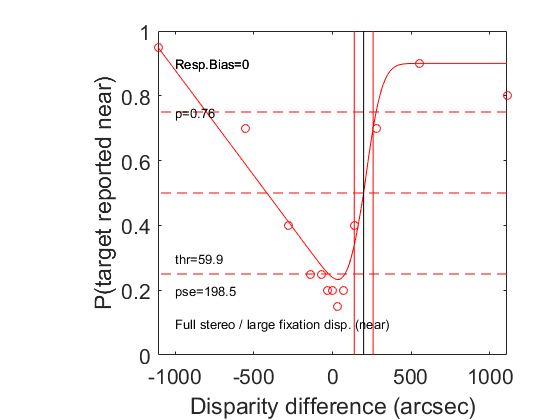 1
Resp.Bias=0
0.8
p=0.76
0.6
P(target reported near)
0.4
thr=59.9
0.2
pse=198.5
Full stereo / large fixation disp. (near)
0
-1000 -500 0 500 1000
Disparity difference (arcsec)